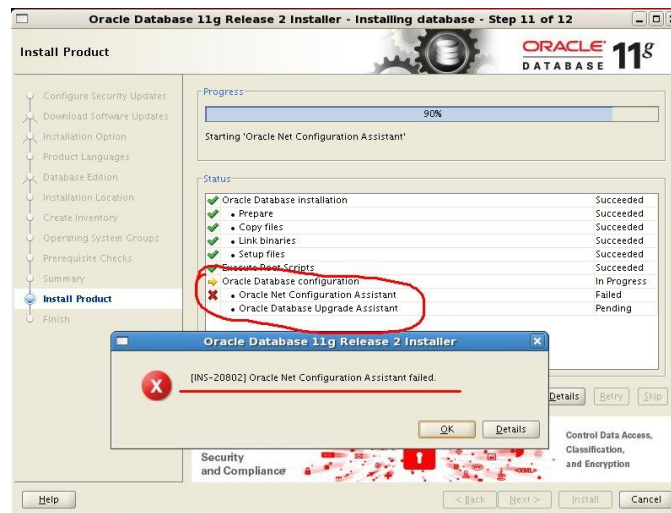 Oracle Database 11g Release 2 Installer - Installing database - Step 11 of 12
Install Product
ORACLE
DATABASE 11g
Configure Security Updates
Download Software Updates
Installation Option
Product Languages
Database Edition
Installation Location
Create Inventory
Operating System Groups
Prerequisite Checks
Summary
Install Product
Finish
Progress
90%
Starting 'Oracle Net Configuration Assistant'
Status
Oracle Database installation Succeeded
• Prepare Succeeded
• Copy files Succeeded
• Link binaries Succeeded
• Setup files Succeeded
Execute Root Scripts Succeeded
Oracle Database configuration In Progress
• Oracle Net Configuration Assistant Failed
• Oracle Database Upgrade Assistant Pending
Oracle Database 11g Release 2 Installer
[INS-20802] Oracle Net Configuration Assistant failed.
OK Details
Details Retry Skip
Security
and Compliance
XML
Control Data Access,
Classification,
and Encryption
Help < Back Next > Install Cancel